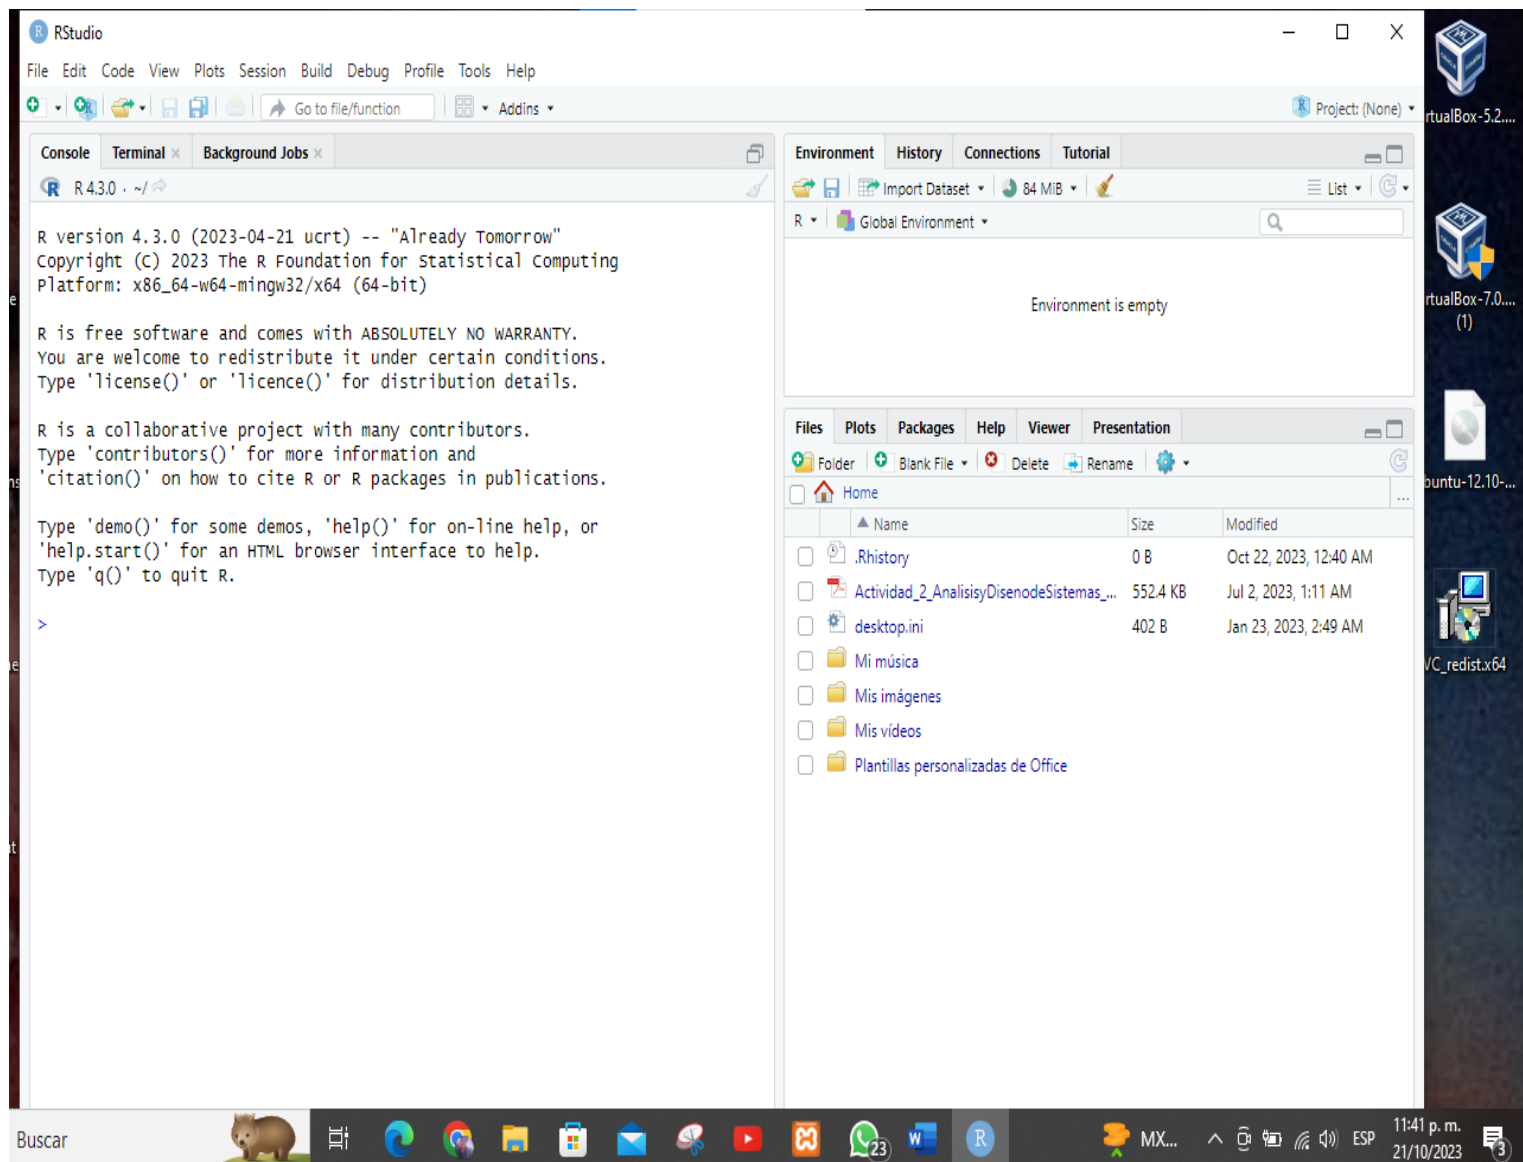 RStudio
File Edit Code View Plots Session Build Debug Profile Tools Help
Go to file/function Addins Project: (None)
Console Terminal Background Jobs
R 4.3.0 · ~/
R version 4.3.0 (2023-04-21 ucrt) -- "Already Tomorrow"
Copyright (C) 2023 The R Foundation for Statistical Computing
Platform: x86_64-w64-mingw32/x64 (64-bit)
R is free software and comes with ABSOLUTELY NO WARRANTY.
You are welcome to redistribute it under certain conditions.
Type 'license()' or 'licence()' for distribution details.
R is a collaborative project with many contributors.
Type 'contributors()' for more information and
'citation()' on how to cite R or R packages in publications.
Type 'demo()' for some demos, 'help()' for on-line help, or
'help.start()' for an HTML browser interface to help.
Type 'q()' to quit R.
>
Environment History Connections Tutorial
Import Dataset 84 MiB List
R Global Environment
Environment is empty
Files Plots Packages Help Viewer Presentation
Folder Blank File Delete Rename
Home ...
Name Size Modified
.Rhistory 0 B Oct 22, 2023, 12:40 AM
Actividad_2_AnalisisyDisenodeSistemas_... 552.4 KB Jul 2, 2023, 1:11 AM
desktop.ini 402 B Jan 23, 2023, 2:49 AM
Mi música
Mis imágenes
Mis vídeos
Plantillas personalizadas de Office
rtualBox-5.2....
rtualBox-7.0....
(1)
buntu-12.10-...
VC_redist.x64
Buscar
23
MX...
ESP
11:41 p. m.
21/10/2023
3